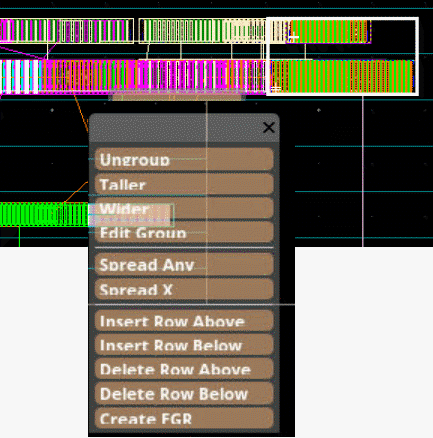 Ungroup
Taller
Wider
Edit Group
Spread Any
Spread X
Insert Row Above
Insert Row Below
Delete Row Above
Delete Row Below
Create FGR